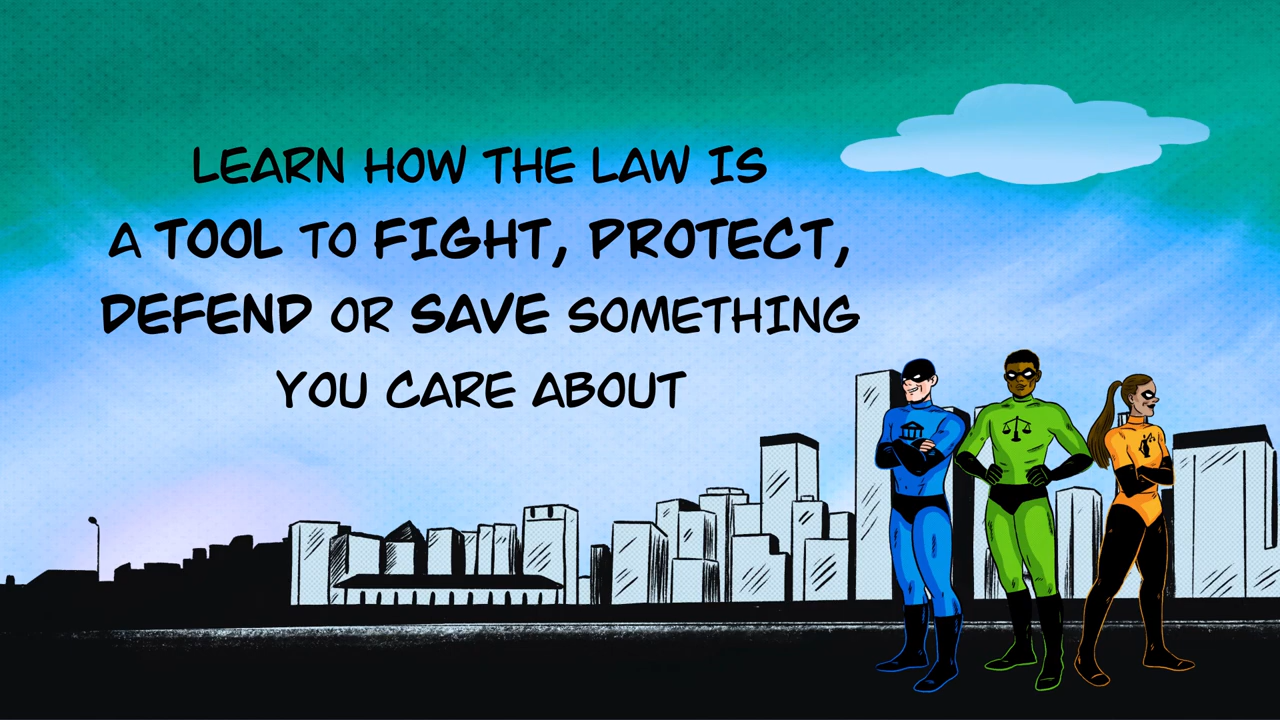 LEARN HOW THE LAW IS
A TOOL TO FIGHT, PROTECT,
DEFEND OR SAVE SOMETHING
YOU CARE ABOUT